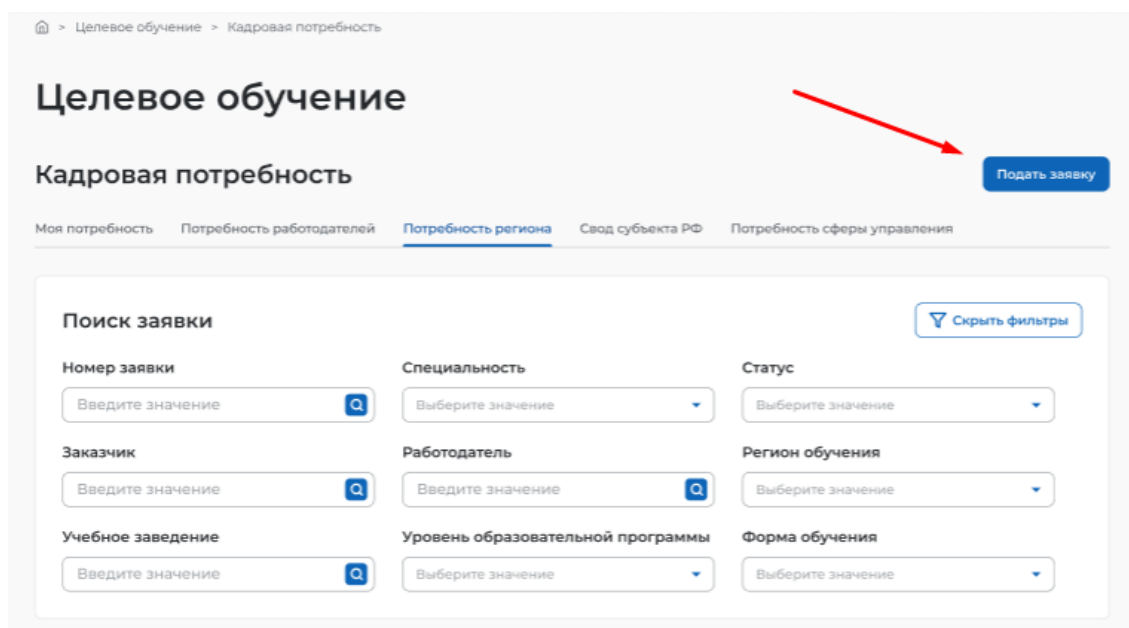 > Целевое обучение > Кадровая потребность
Целевое обучение
Кадровая потребность
Подать заявку
Моя потребность Потребность работодателей Потребность региона Свод субъекта РФ Потребность сферы управления
Поиск заявки
Скрыть фильтры
Номер заявки Специальность Статус
Введите значение Выберите значение Выберите значение
Заказчик Работодатель Регион обучения
Введите значение Введите значение Выберите значение
Учебное заведение Уровень образовательной программы Форма обучения
Введите значение Выберите значение Выберите значение